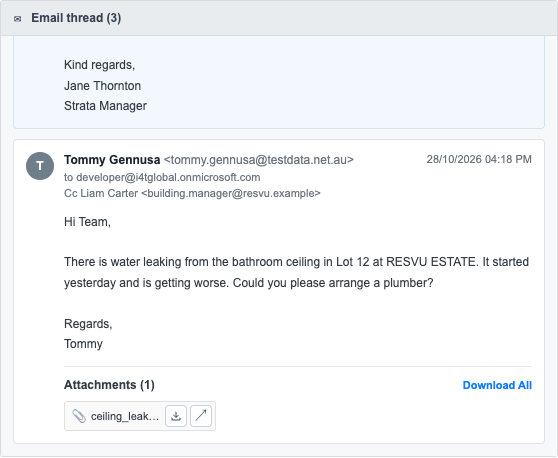 Email thread (3)
Kind regards,
Jane Thornton
Strata Manager
T
Tommy Gennusa <tommy.gennusa@testdata.net.au>
28/10/2026 04:18 PM
to developer@i4tglobal.onmicrosoft.com
Cc Liam Carter <building.manager@resvu.example>
Hi Team,
There is water leaking from the bathroom ceiling in Lot 12 at RESVU ESTATE. It started
yesterday and is getting worse. Could you please arrange a plumber?
Regards,
Tommy
Attachments (1)
Download All
ceiling_leak…